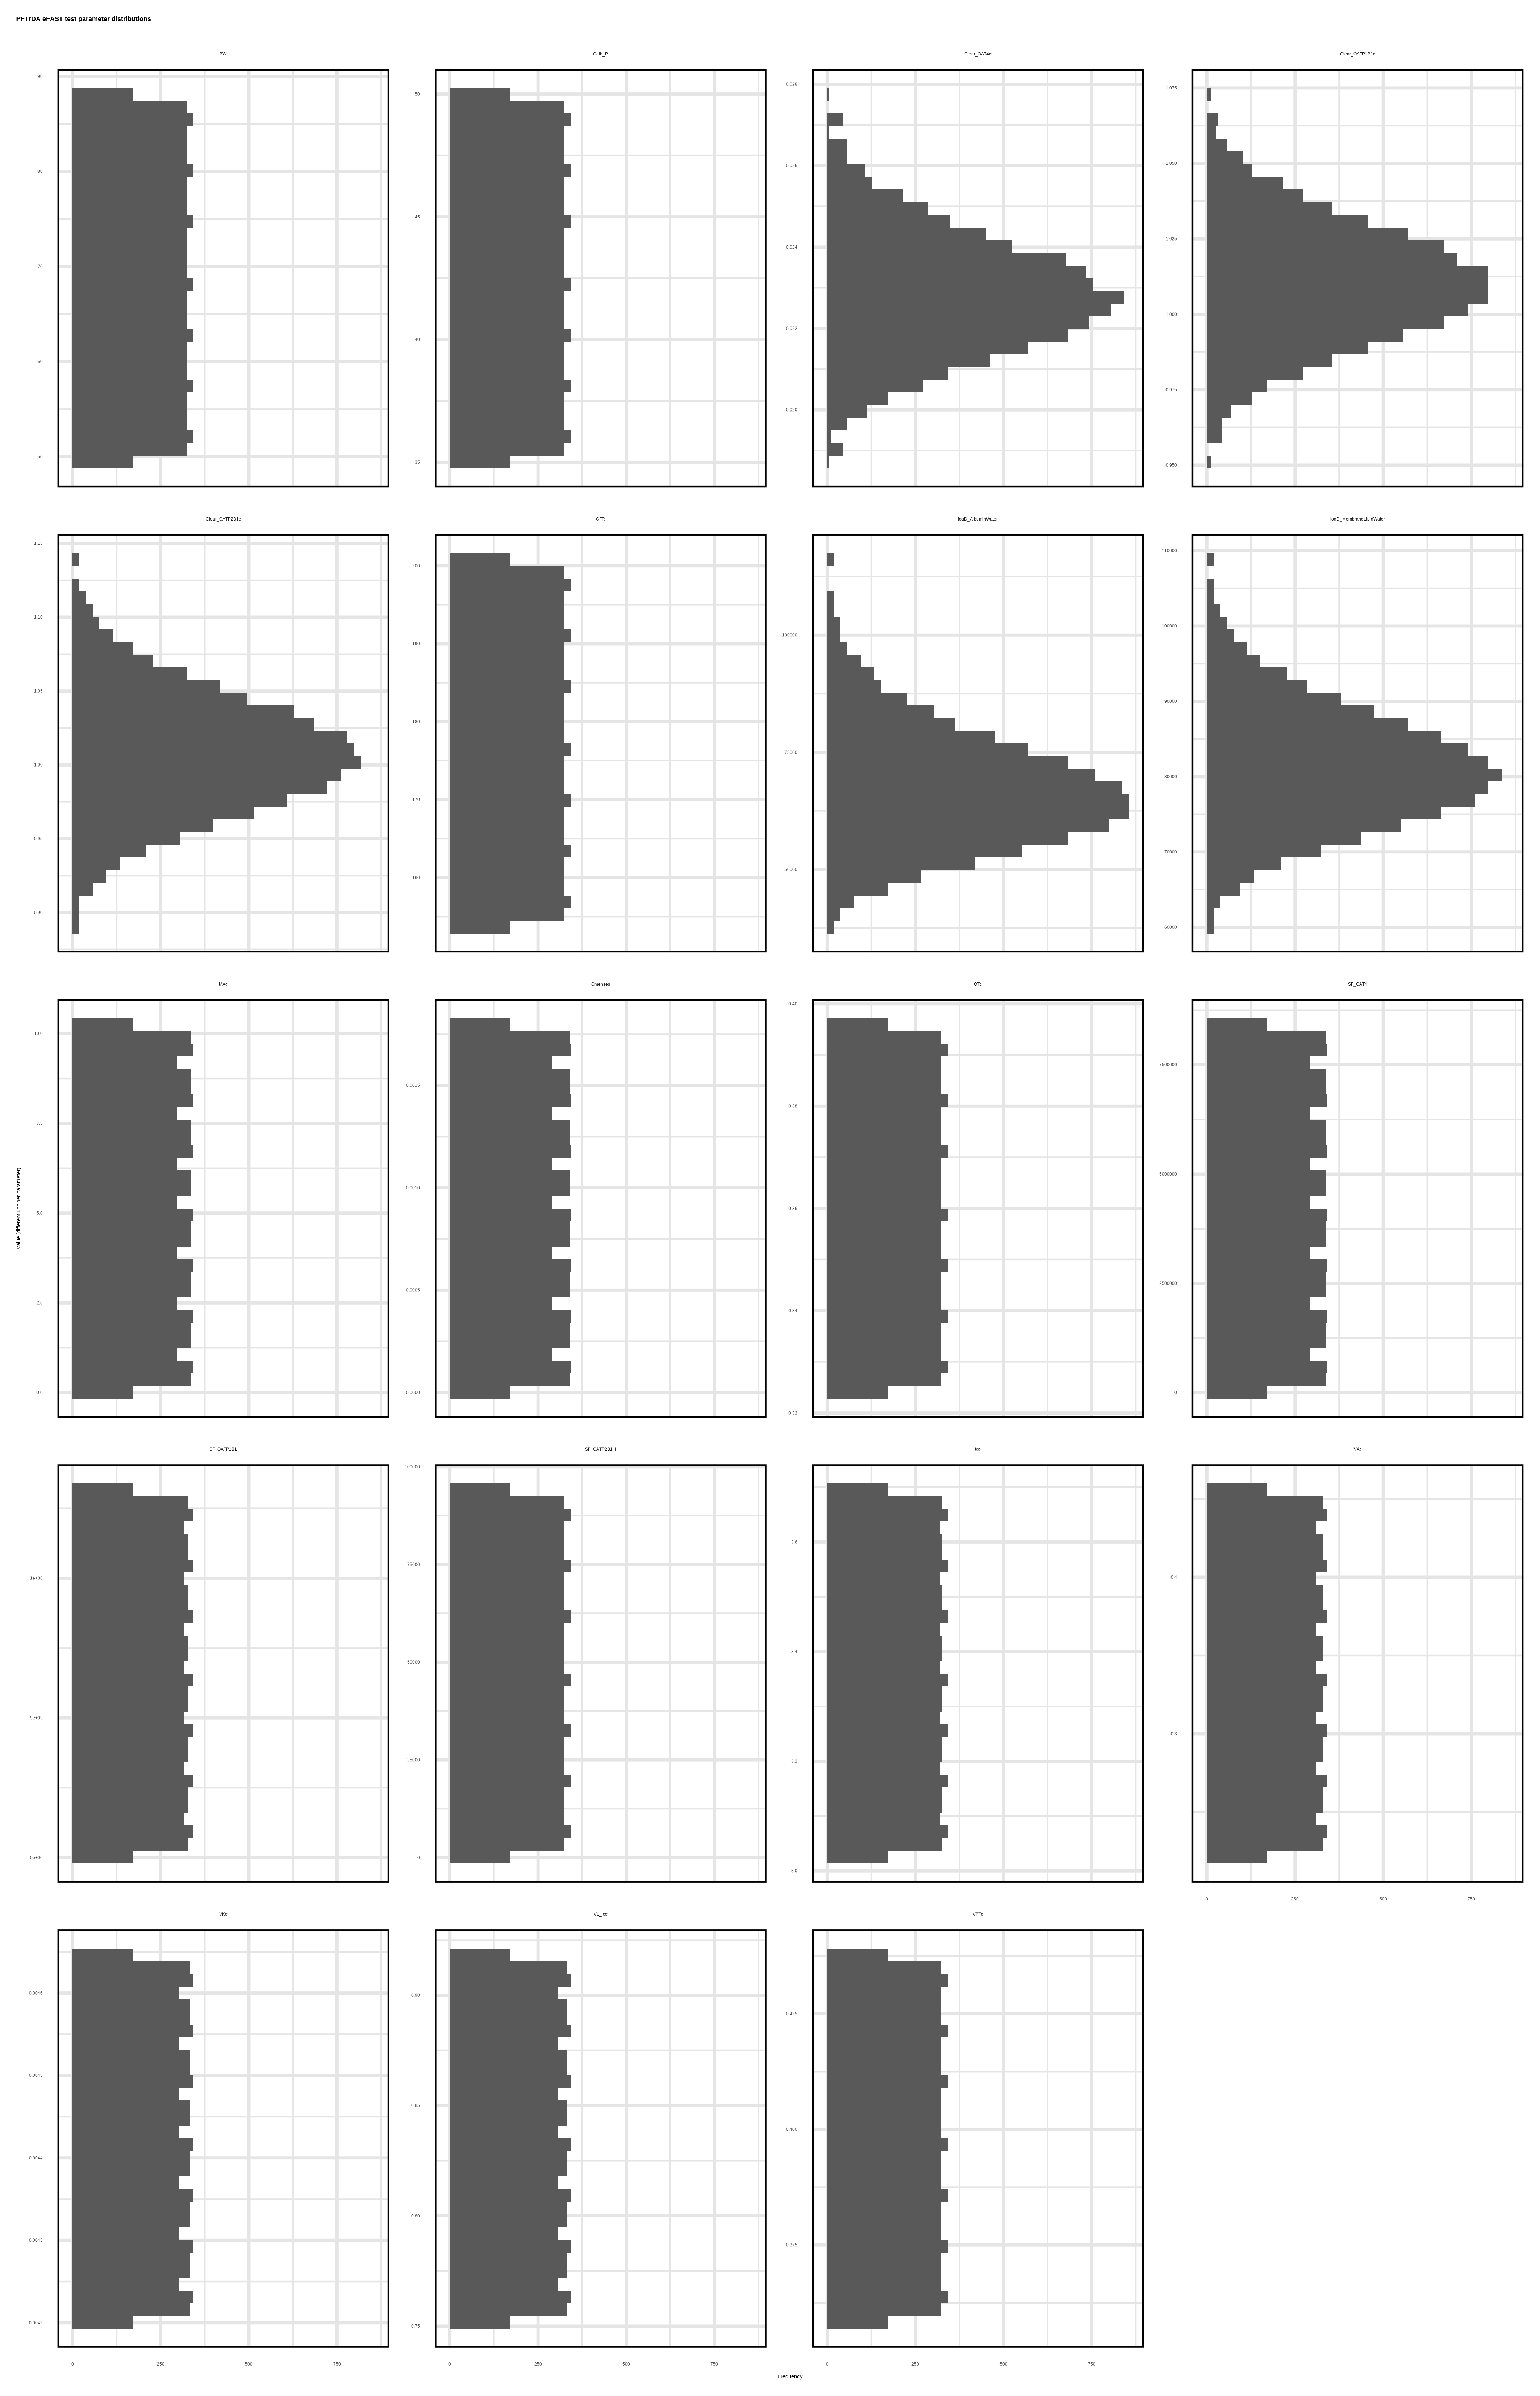 PFTrDA eFAST test parameter distributions
BW
Calb_P
Clear_OAT4c
Clear_OATP1B1c
90
80
70
60
50
50
45
40
35
0.028
0.026
0.024
0.022
0.020
1.075
1.050
1.025
1.000
0.975
0.950
Clear_OATP2B1c
GFR
logD_AlbuminWater
logD_MembraneLipidWater
1.15
1.10
1.05
1.00
0.95
0.90
200
190
180
170
160
100000
75000
50000
110000
100000
90000
80000
70000
60000
MAc
Qmenses
QTc
SF_OAT4
10.0
7.5
5.0
2.5
0.0
0.0015
0.0010
0.0005
0.0000
0.40
0.38
0.36
0.34
0.32
7500000
5000000
2500000
0
Value (different unit per parameter)
SF_OATP1B1
SF_OATP2B1_I
tco
VAc
5e+05
0e+00
100000
75000
50000
25000
0
3.6
3.4
3.2
3.0
0.4
0.3
0 250 500 750
VKc
VL_icc
VPTc
0.0046
0.0045
0.0044
0.0043
0.0042
0.90
0.85
0.80
0.75
0.425
0.400
0.375
0 250 500 750
0 250 500 750
0 250 500 750
Frequency